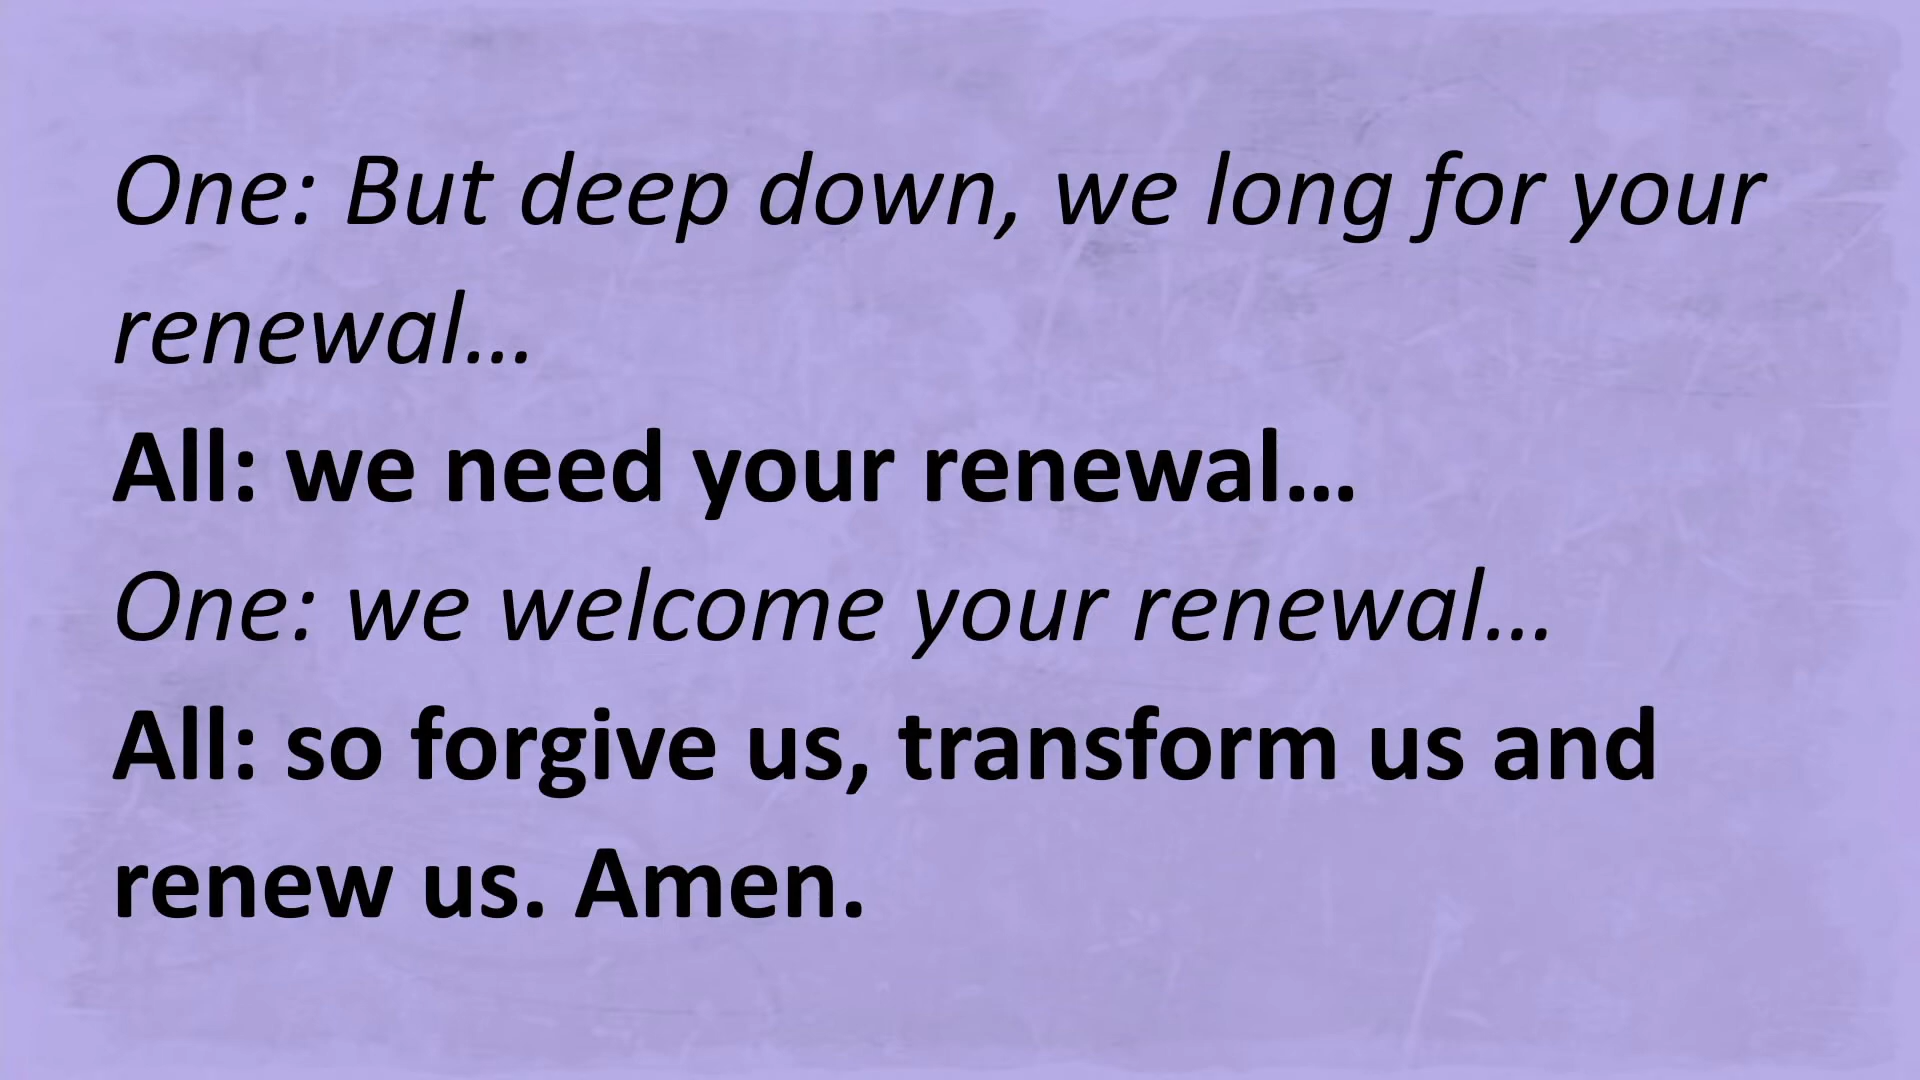 One: But deep down, we long for your
renewal…
All: we need your renewal…
One: we welcome your renewal…
All: so forgive us, transform us and
renew us. Amen.